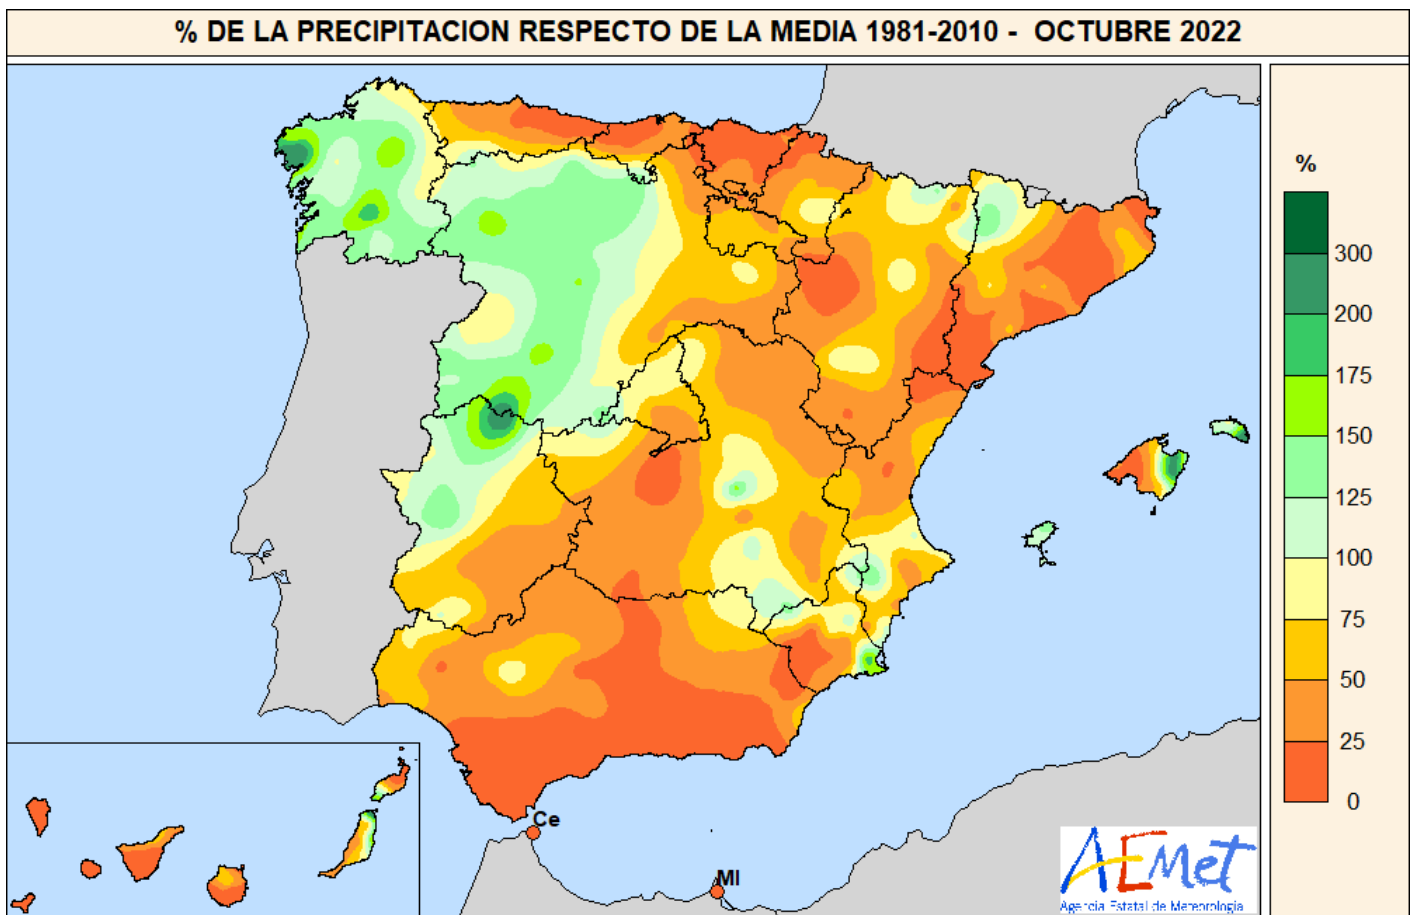 % DE LA PRECIPITACION RESPECTO DE LA MEDIA 1981-2010 - OCTUBRE 2022
%
300
200
175
150
125
100
75
50
25
0
Ce
Ml
AEMet
Agencia Estatal de Meteorología